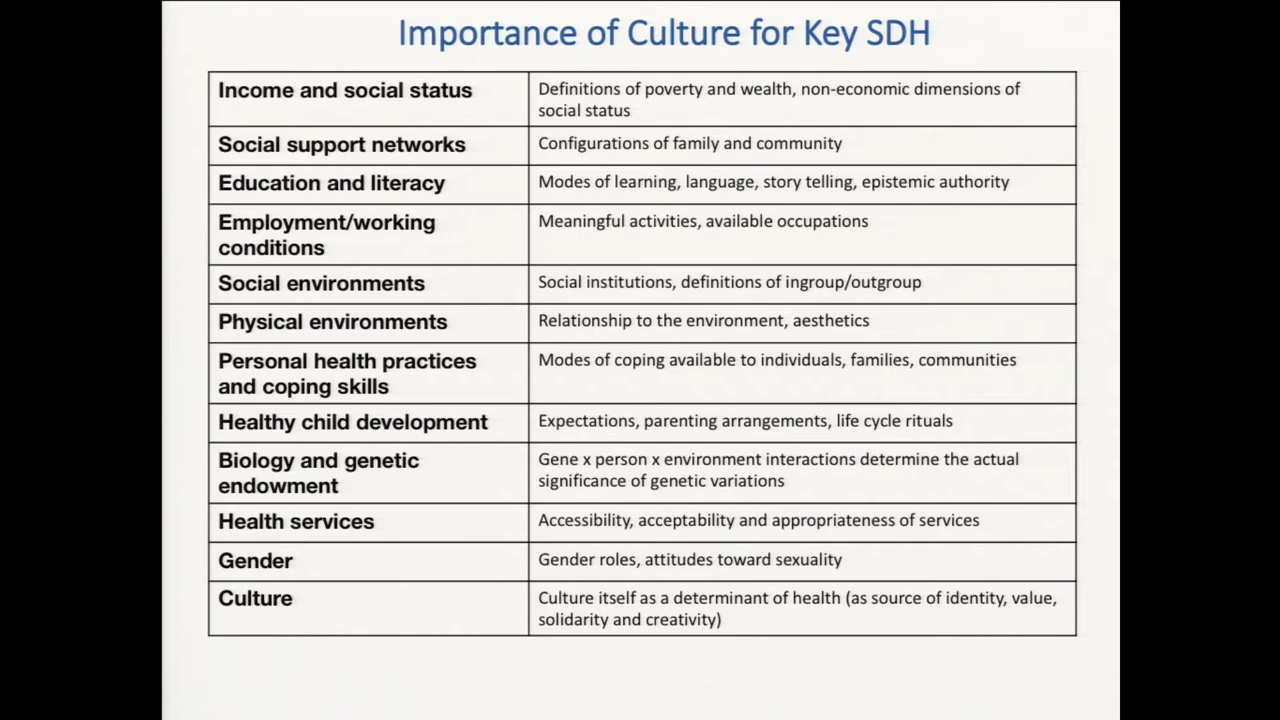 Importance of Culture for Key SDH
Income and social status
Definitions of poverty and wealth, non-economic dimensions of
social status
Social support networks
Configurations of family and community
Education and literacy
Modes of learning, language, story telling, epistemic authority
Employment/working
conditions
Meaningful activities, available occupations
Social environments
Social institutions, definitions of ingroup/outgroup
Physical environments
Relationship to the environment, aesthetics
Personal health practices
and coping skills
Modes of coping available to individuals, families, communities
Healthy child development
Expectations, parenting arrangements, life cycle rituals
Biology and genetic
endowment
Gene x person x environment interactions determine the actual
significance of genetic variations
Health services
Accessibility, acceptability and appropriateness of services
Gender
Gender roles, attitudes toward sexuality
Culture
Culture itself as a determinant of health (as source of identity, value,
solidarity and creativity)